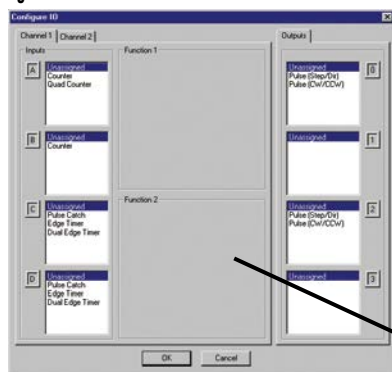 Configure IO
Channel 1 Channel 2
Inputs
A
Unassigned
Counter
Quad Counter
B
Unassigned
Counter
C
Unassigned
Pulse Catch
Edge Timer
Dual Edge Timer
D
Unassigned
Pulse Catch
Edge Timer
Dual Edge Timer
Function 1
Function 2
Outputs
Unassigned
Pulse (Step/Dir)
Pulse (CW/CCW)
0
Unassigned
1
Unassigned
Pulse (Step/Dir)
Pulse (CW/CCW)
2
Unassigned
3
OK Cancel